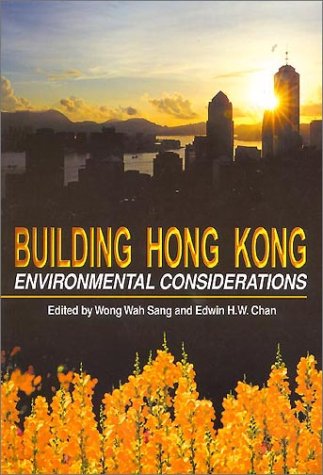 BUILDING HONG KONG
ENVIRONMENTAL CONSIDERATIONS
Edited by Wong Wah Sang and Edwin H.W. Chan